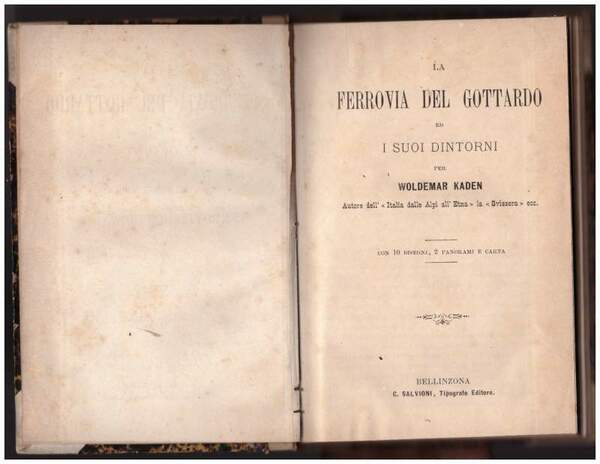 LA
FERROVIA DEL GOTTARDO
ED
I SUOI DINTORNI
PER
WOLDEMAR KADEN
Autore dell' « Italia dalle Alpi all' Etna » la « Svizzera » ecc.
CON 10 DISEGNI, 2 PANORAMI E CARTA
BELLINZONA
C. SALVIONI, Tipografo Editore.